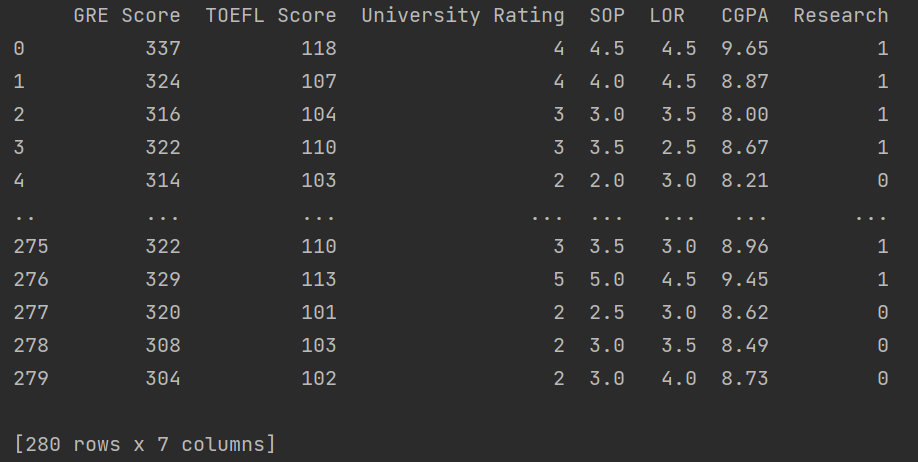 GRE Score TOEFL Score University Rating SOP LOR CGPA Research
0 337 118 4 4.5 4.5 9.65 1
1 324 107 4 4.0 4.5 8.87 1
2 316 104 3 3.0 3.5 8.00 1
3 322 110 3 3.5 2.5 8.67 1
4 314 103 2 2.0 3.0 8.21 0
.. ... ... ... ... ... ... ...
275 322 110 3 3.5 3.0 8.96 1
276 329 113 5 5.0 4.5 9.45 1
277 320 101 2 2.5 3.0 8.62 0
278 308 103 2 3.0 3.5 8.49 0
279 304 102 2 3.0 4.0 8.73 0
[280 rows x 7 columns]